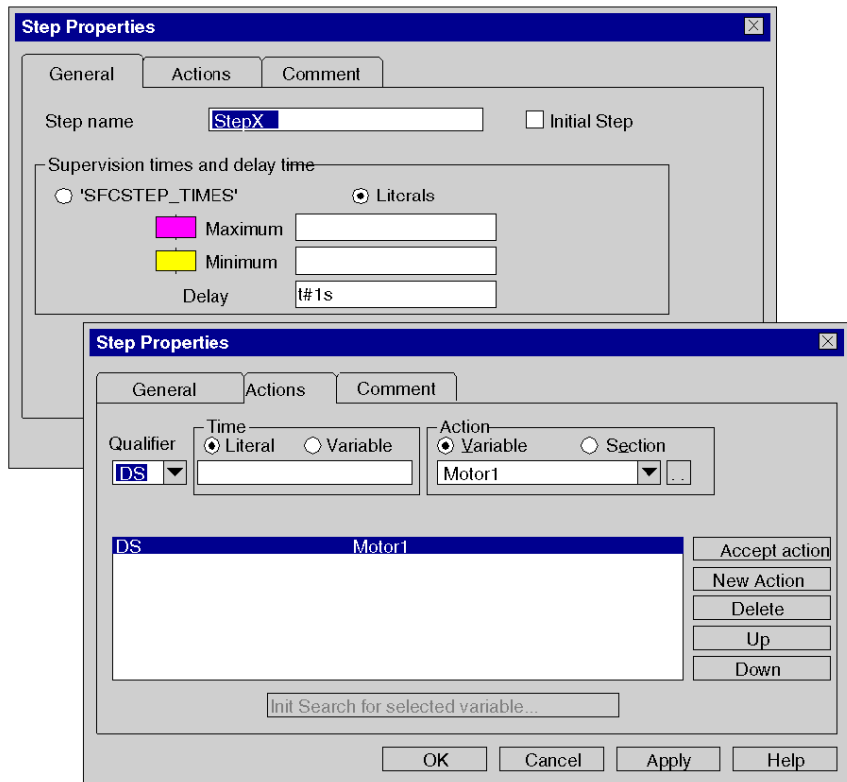 Step Properties
General Actions Comment
Step name StepX Initial Step
Supervision times and delay time
'SFCSTEP_TIMES' Literals
Maximum
Minimum
Delay t#1s
Step Properties
General Actions Comment
Time Action
Qualifier Literal Variable Variable Section
DS Motor1 ..
DS Motor1
Accept action
New Action
Delete
Up
Down
Init Search for selected variable...
OK Cancel Apply Help